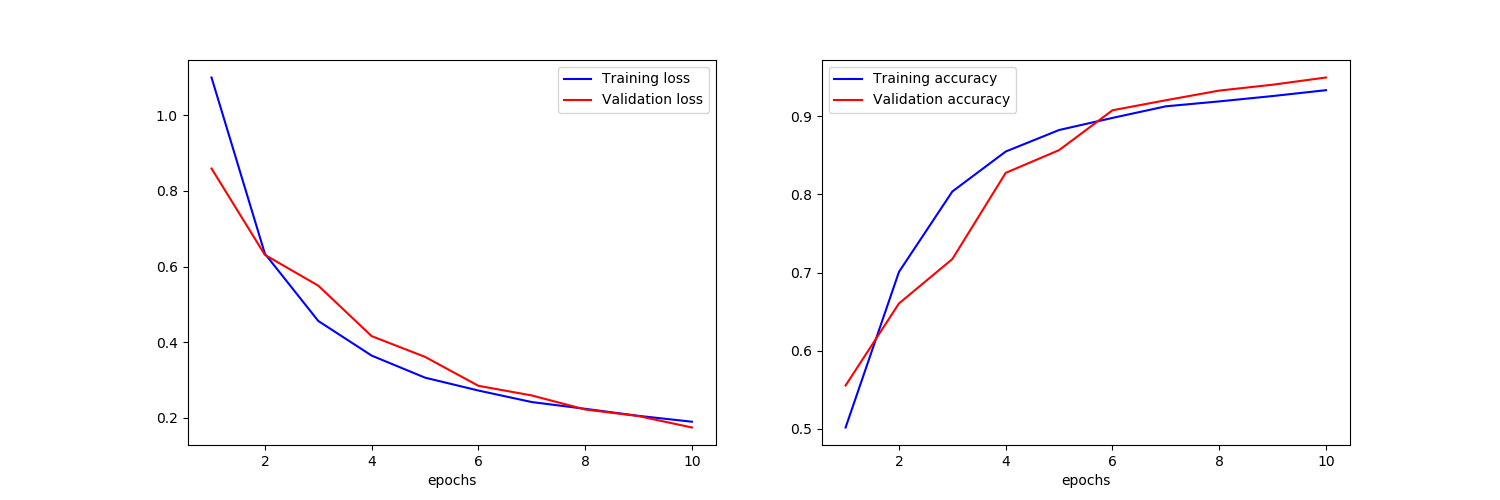 Training loss
Validation loss
1.0
0.8
0.6
0.4
0.2
2 4 6 8 10
epochs
Training accuracy
Validation accuracy
0.9
0.8
0.7
0.6
0.5
2 4 6 8 10
epochs